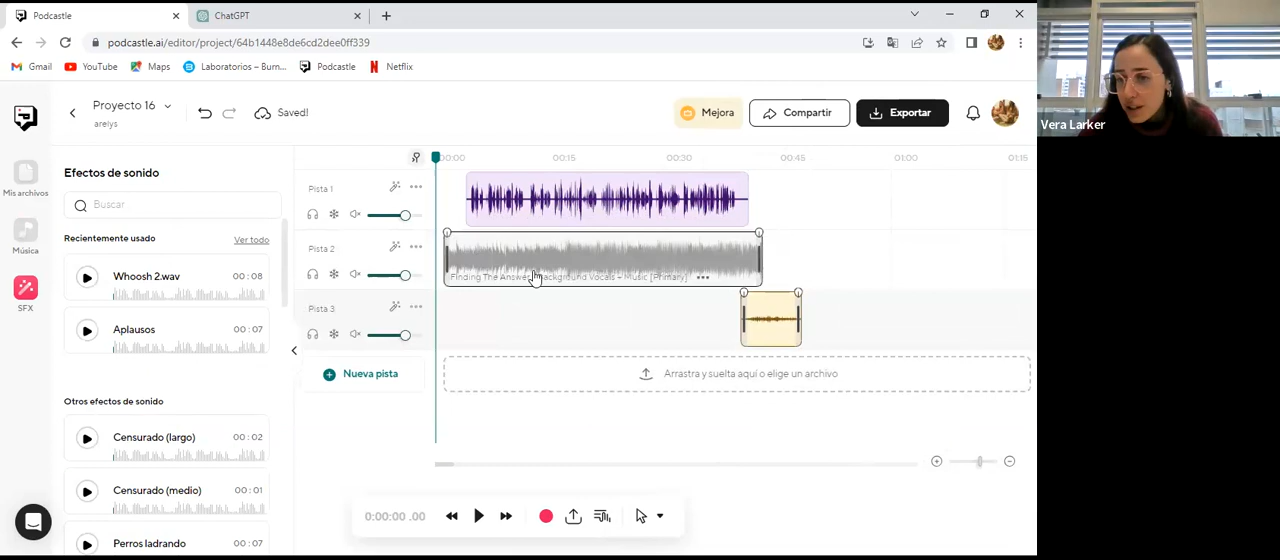 Podcastle
ChatGPT
podcastle.ai/editor/project/64b1448e8de6cd2dee0ff339
Gmail
YouTube
Maps
Laboratorios – Burn...
Podcastle
Netflix
Vera Larker
Proyecto 16
arelys
Saved!
Mejora
Compartir
Exportar
Mis archivos
Música
SFX
Efectos de sonido
Buscar
Recientemente usado
Ver todo
Whoosh 2.wav
00 : 08
Aplausos
00 : 07
Otros efectos de sonido
Censurado (largo)
00 : 02
Censurado (medio)
00 : 01
Perros ladrando
00 : 07
00:00
00:15
00:30
00:45
01:00
01:15
Pista 1
Pista 2
Finding The Answer Background Vocals – Music [Primary]
Pista 3
Nueva pista
Arrastra y suelta aquí o elige un archivo
0:00:00 .00